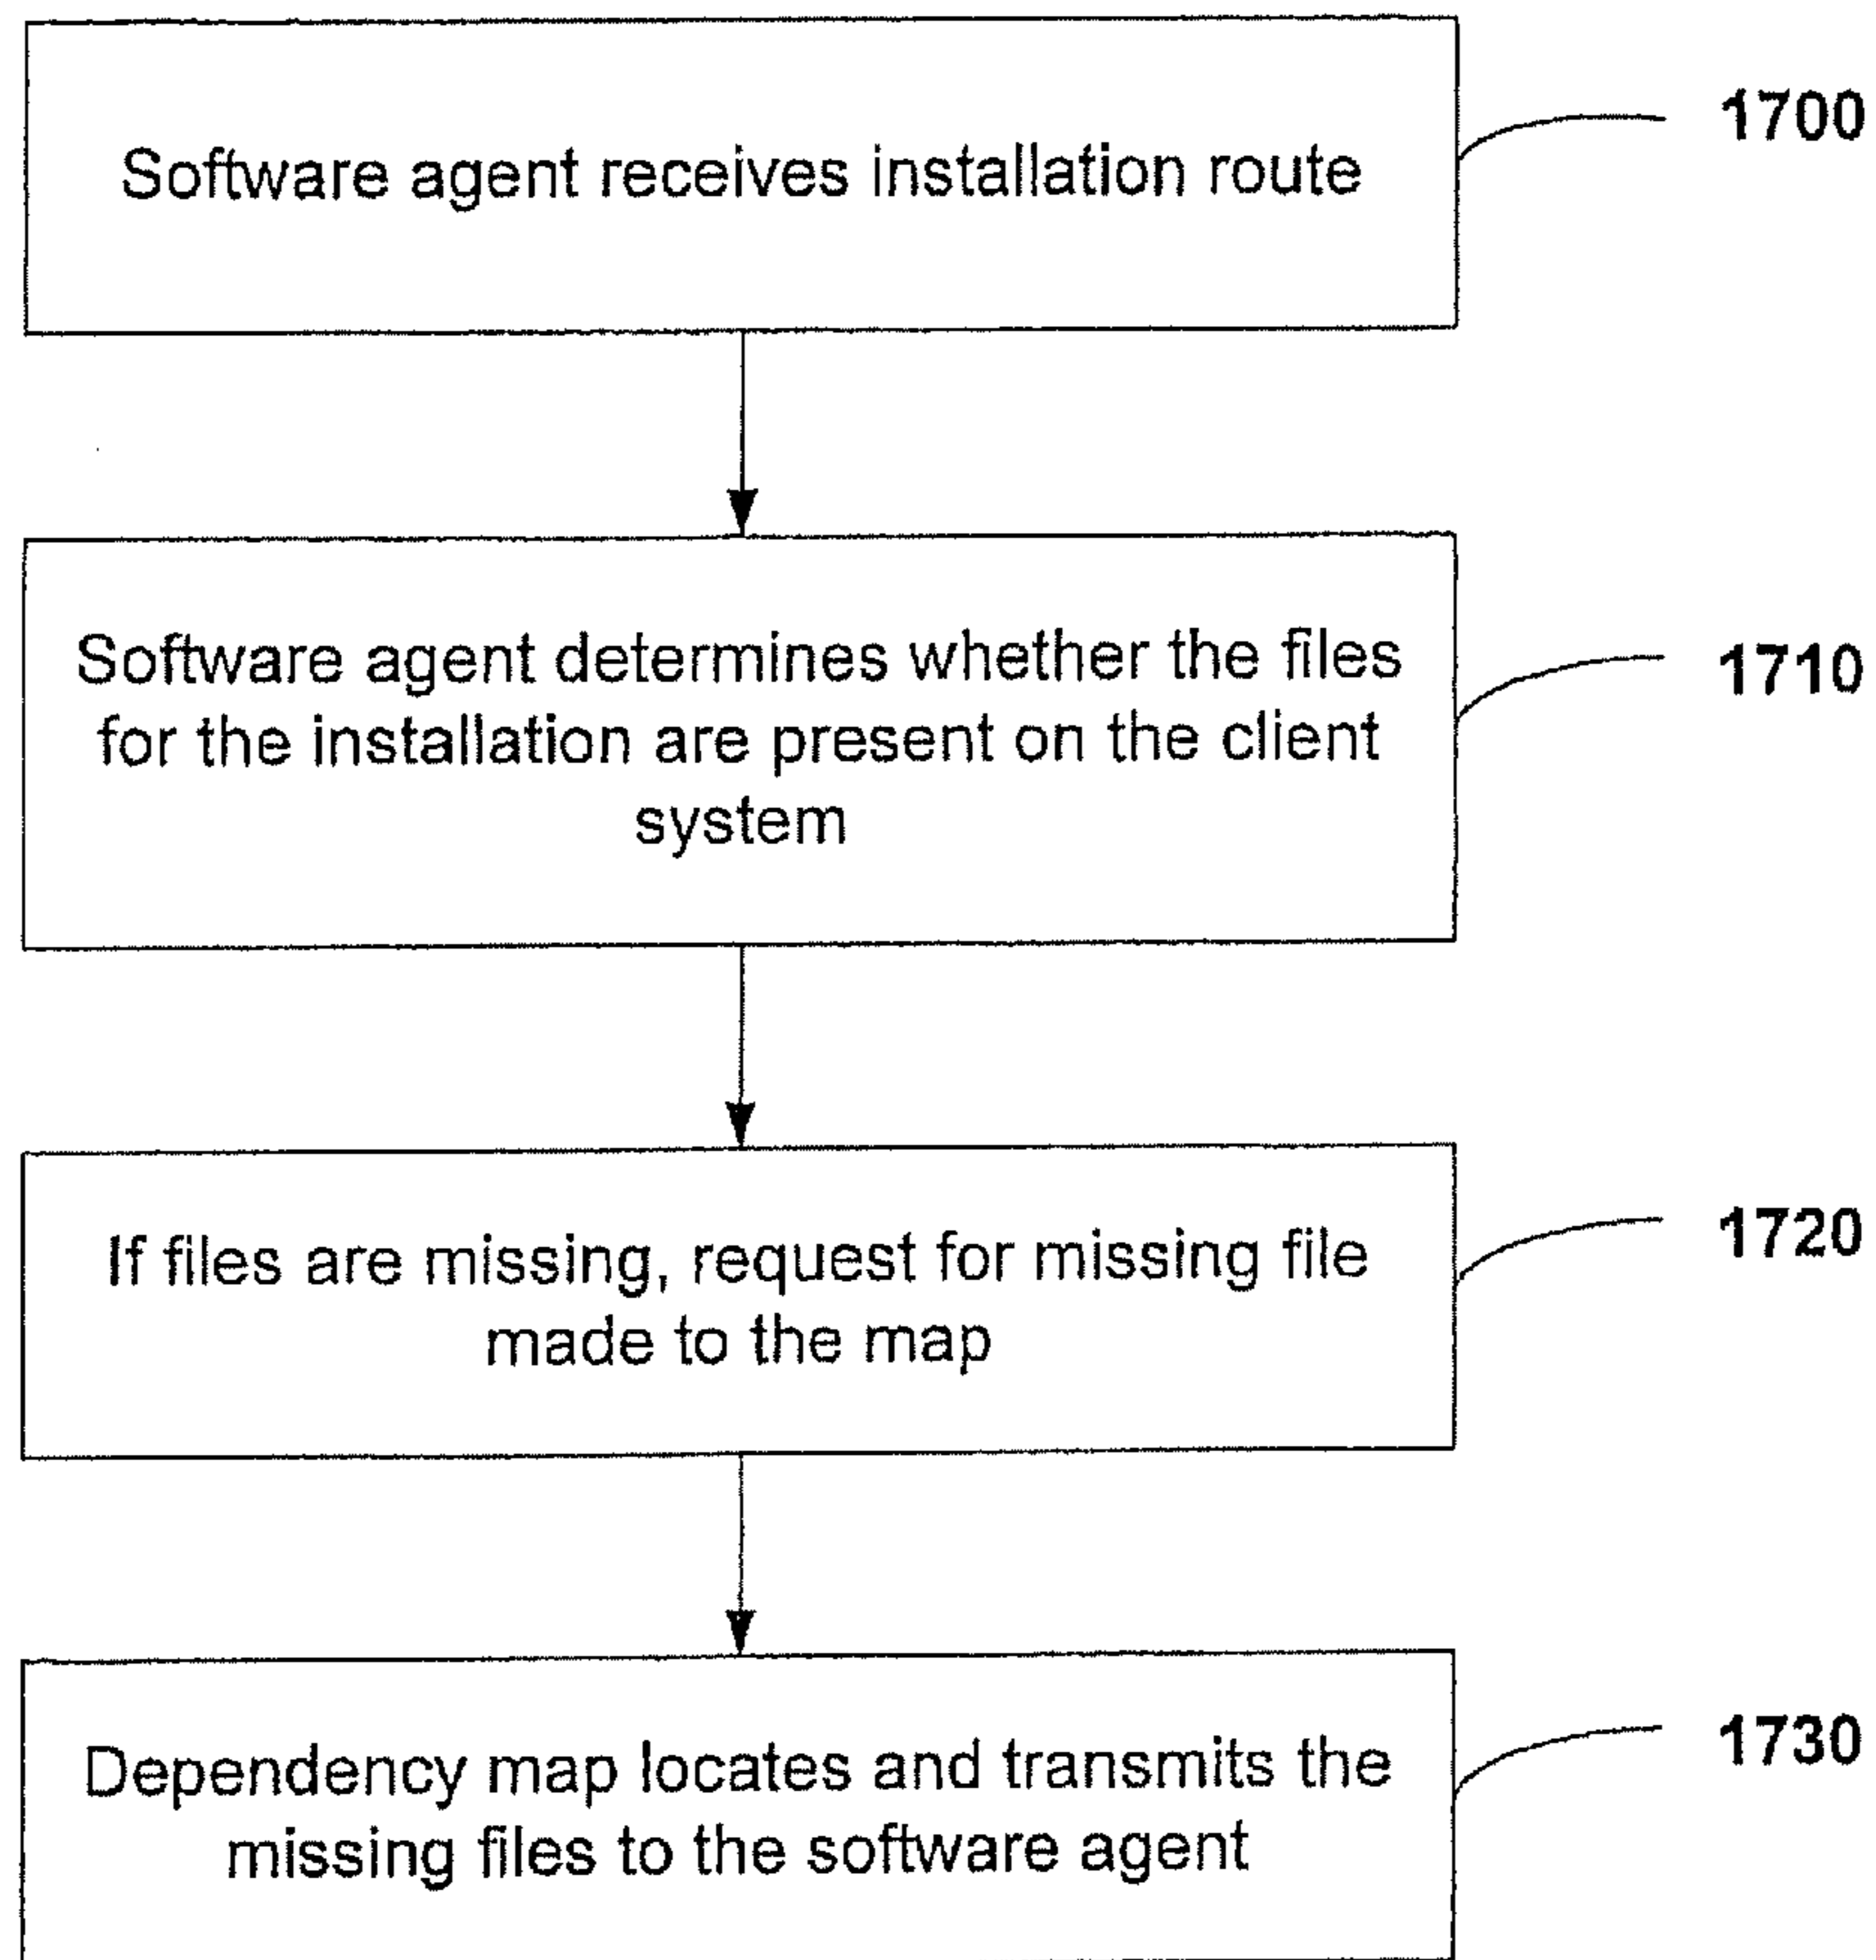 Software agent receives installation route
1700
Software agent determines whether the files
for the installation are present on the client
system
1710
If files are missing, request for missing file
made to the map
1720
Dependency map locates and transmits the
missing files to the software agent
1730